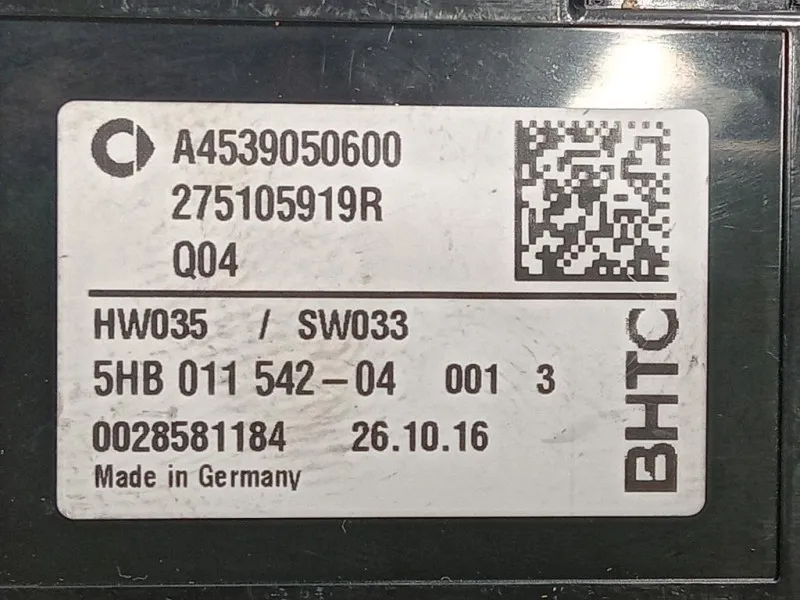 A4539050600
275105919R
Q04
HW035 / SW033
5HB 011 542-04 001 3
0028581184 26.10.16
Made in Germany
BHTC